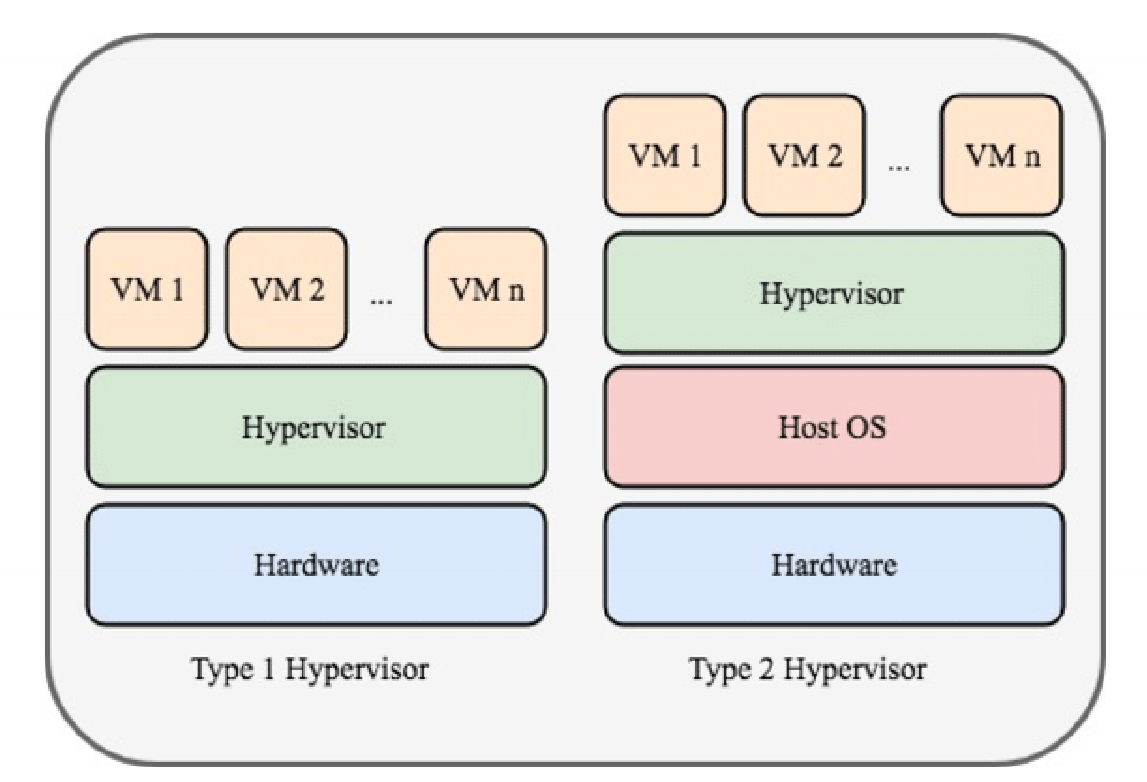 VM 1 VM 2 ... VM n
Hypervisor
Hardware
Type 1 Hypervisor
VM 1 VM 2 ... VM n
Hypervisor
Host OS
Hardware
Type 2 Hypervisor